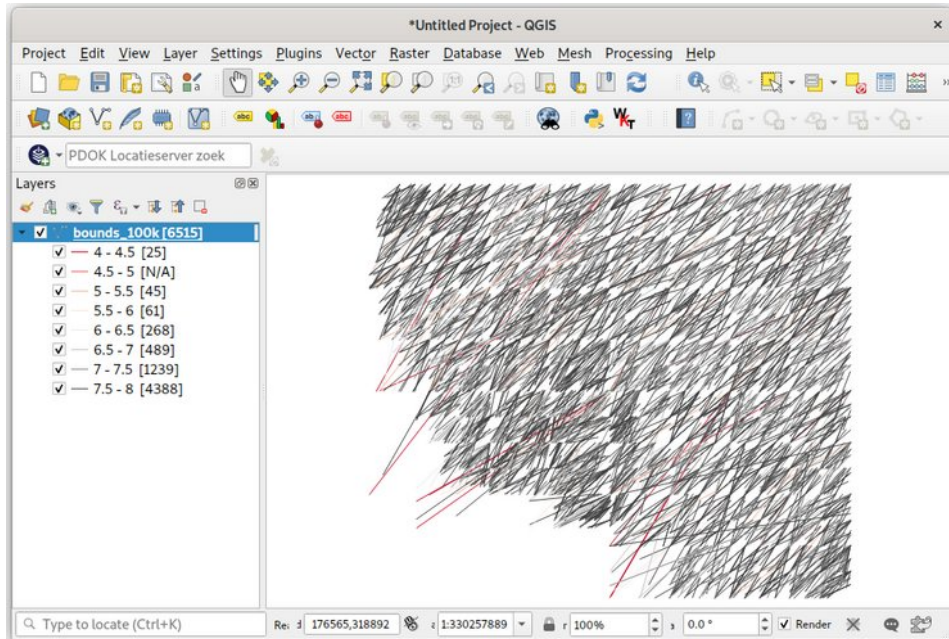 *Untitled Project - QGIS
Project Edit View Layer Settings Plugins Vector Raster Database Web Mesh Processing Help
abc abc abc
PDOK Locatieserver zoek
Layers
bounds_100k [6515]
4 - 4.5 [25]
4.5 - 5 [N/A]
5 - 5.5 [45]
5.5 - 6 [61]
6 - 6.5 [268]
6.5 - 7 [489]
7 - 7.5 [1239]
7.5 - 8 [4388]
Type to locate (Ctrl+K) 176565,318892 1:330257889 r 100% 0.0 ° Render